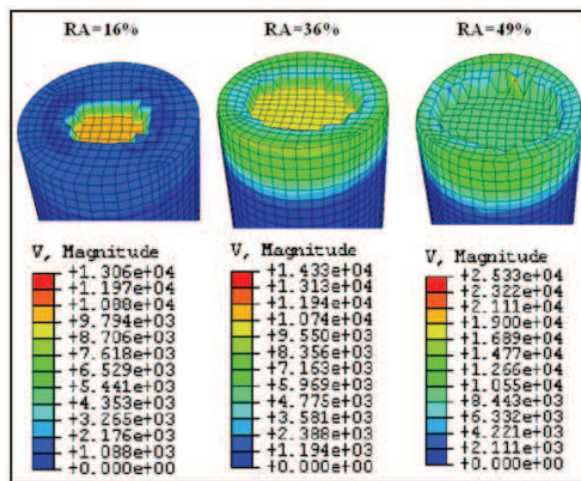 RA=16% RA=36% RA=49%
V, Magnitude
+1.306e+04
+1.197e+04
+1.088e+04
+9.794e+03
+8.706e+03
+7.618e+03
+6.529e+03
+5.441e+03
+4.353e+03
+3.265e+03
+2.176e+03
+1.088e+03
+0.000e+00
V, Magnitude
+1.433e+04
+1.313e+04
+1.194e+04
+1.074e+04
+9.550e+03
+8.356e+03
+7.163e+03
+5.969e+03
+4.775e+03
+3.581e+03
+2.388e+03
+1.194e+03
+0.000e+00
V, Magnitude
+2.533e+04
+2.322e+04
+2.111e+04
+1.900e+04
+1.689e+04
+1.477e+04
+1.266e+04
+1.055e+04
+8.443e+03
+6.332e+03
+4.221e+03
+2.111e+03
+0.000e+00